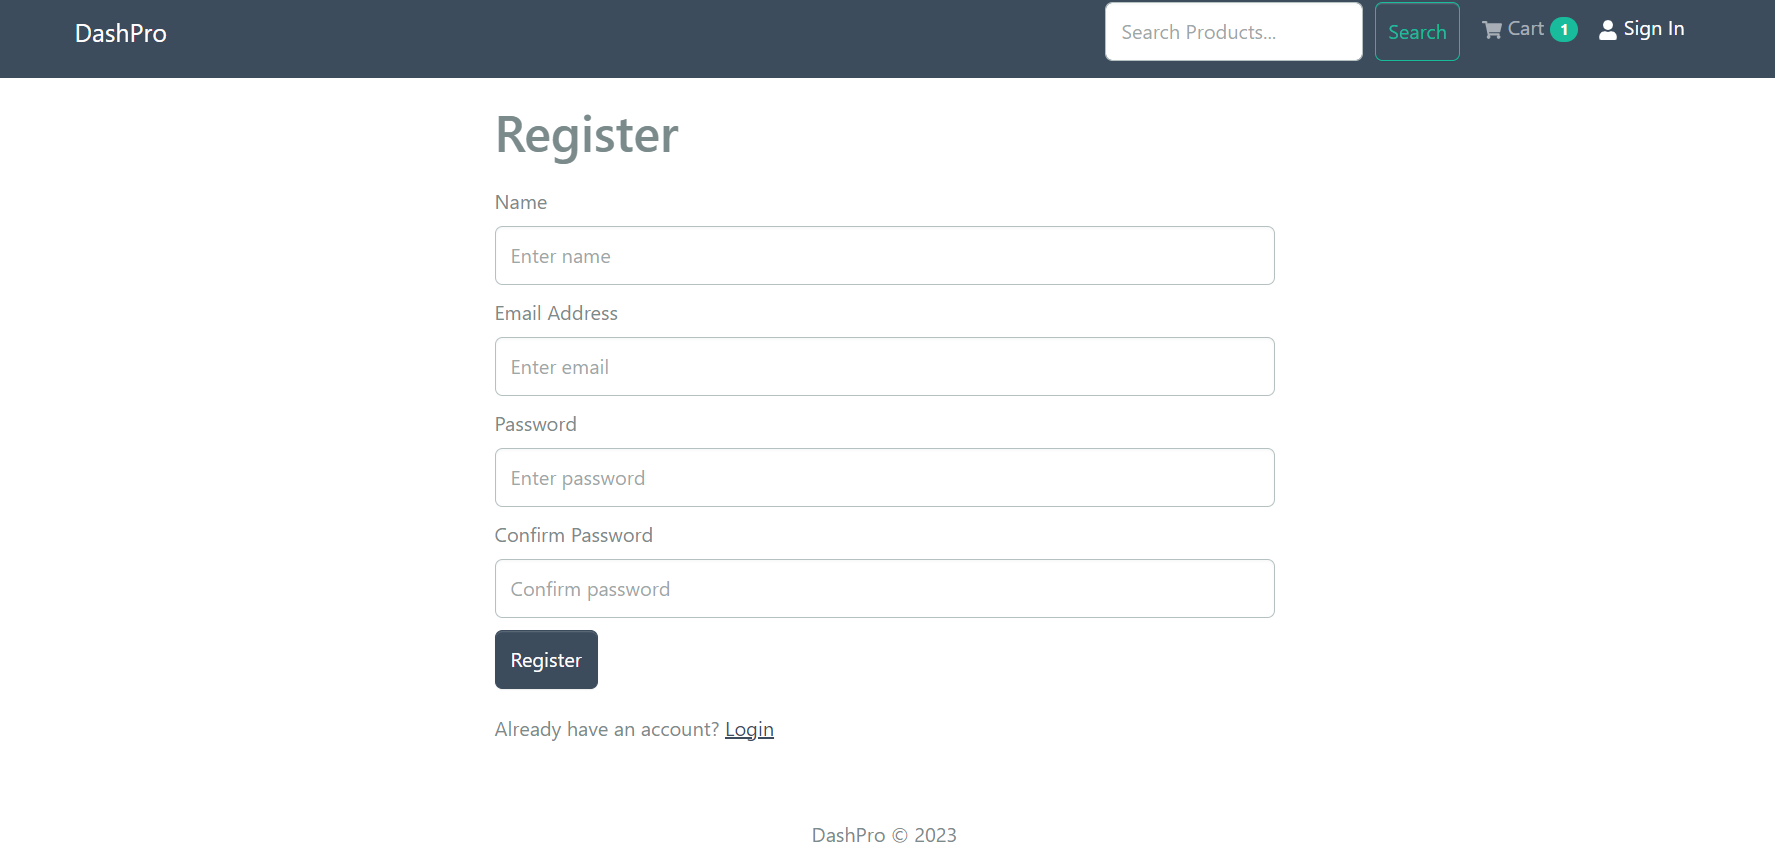 DashPro
Search Products...
Search
Cart 1
Sign In
Register
Name
Enter name
Email Address
Enter email
Password
Enter password
Confirm Password
Confirm password
Register
Already have an account? Login
DashPro © 2023